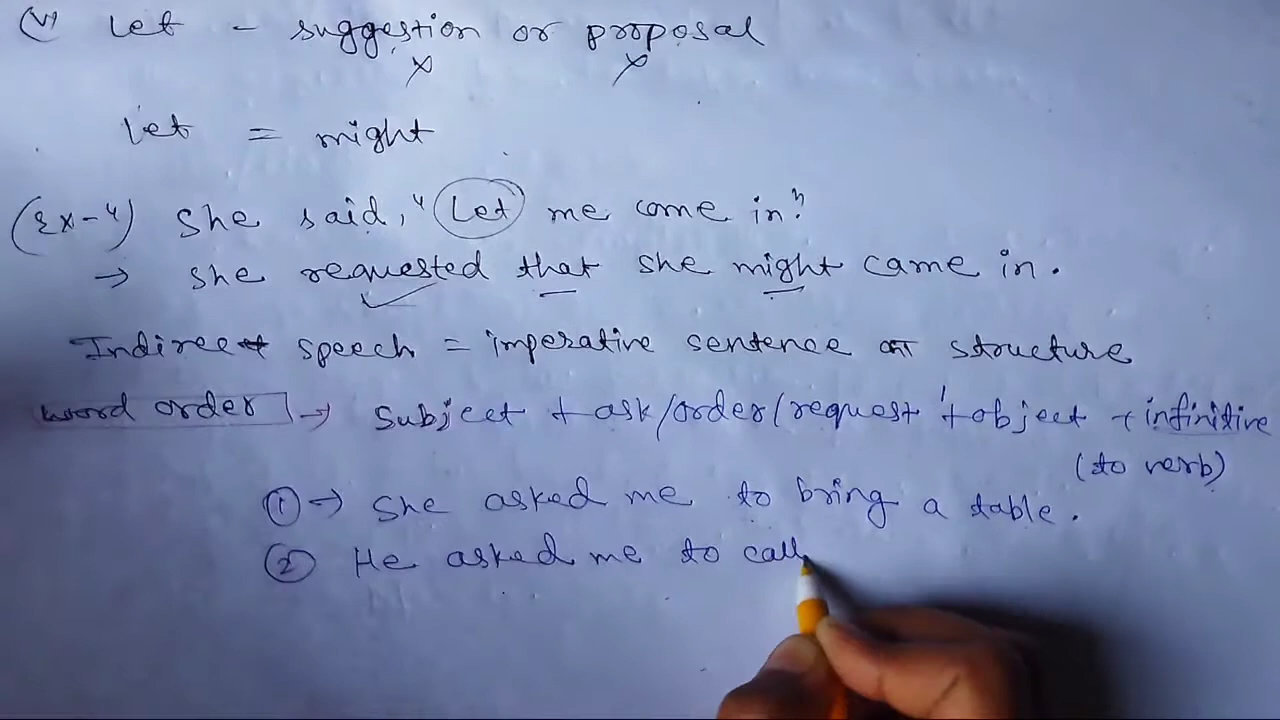 (v) Let - suggestion or proposal
x x
Let = might
(Ex-4) She said, "Let me come in"
→ she requested that she might came in.
Indirect speech = imperative sentence এর structure
word order → Subject + ask/order/request + object + infinitive
(to verb)
① → She asked me to bring a table.
② He asked me to call